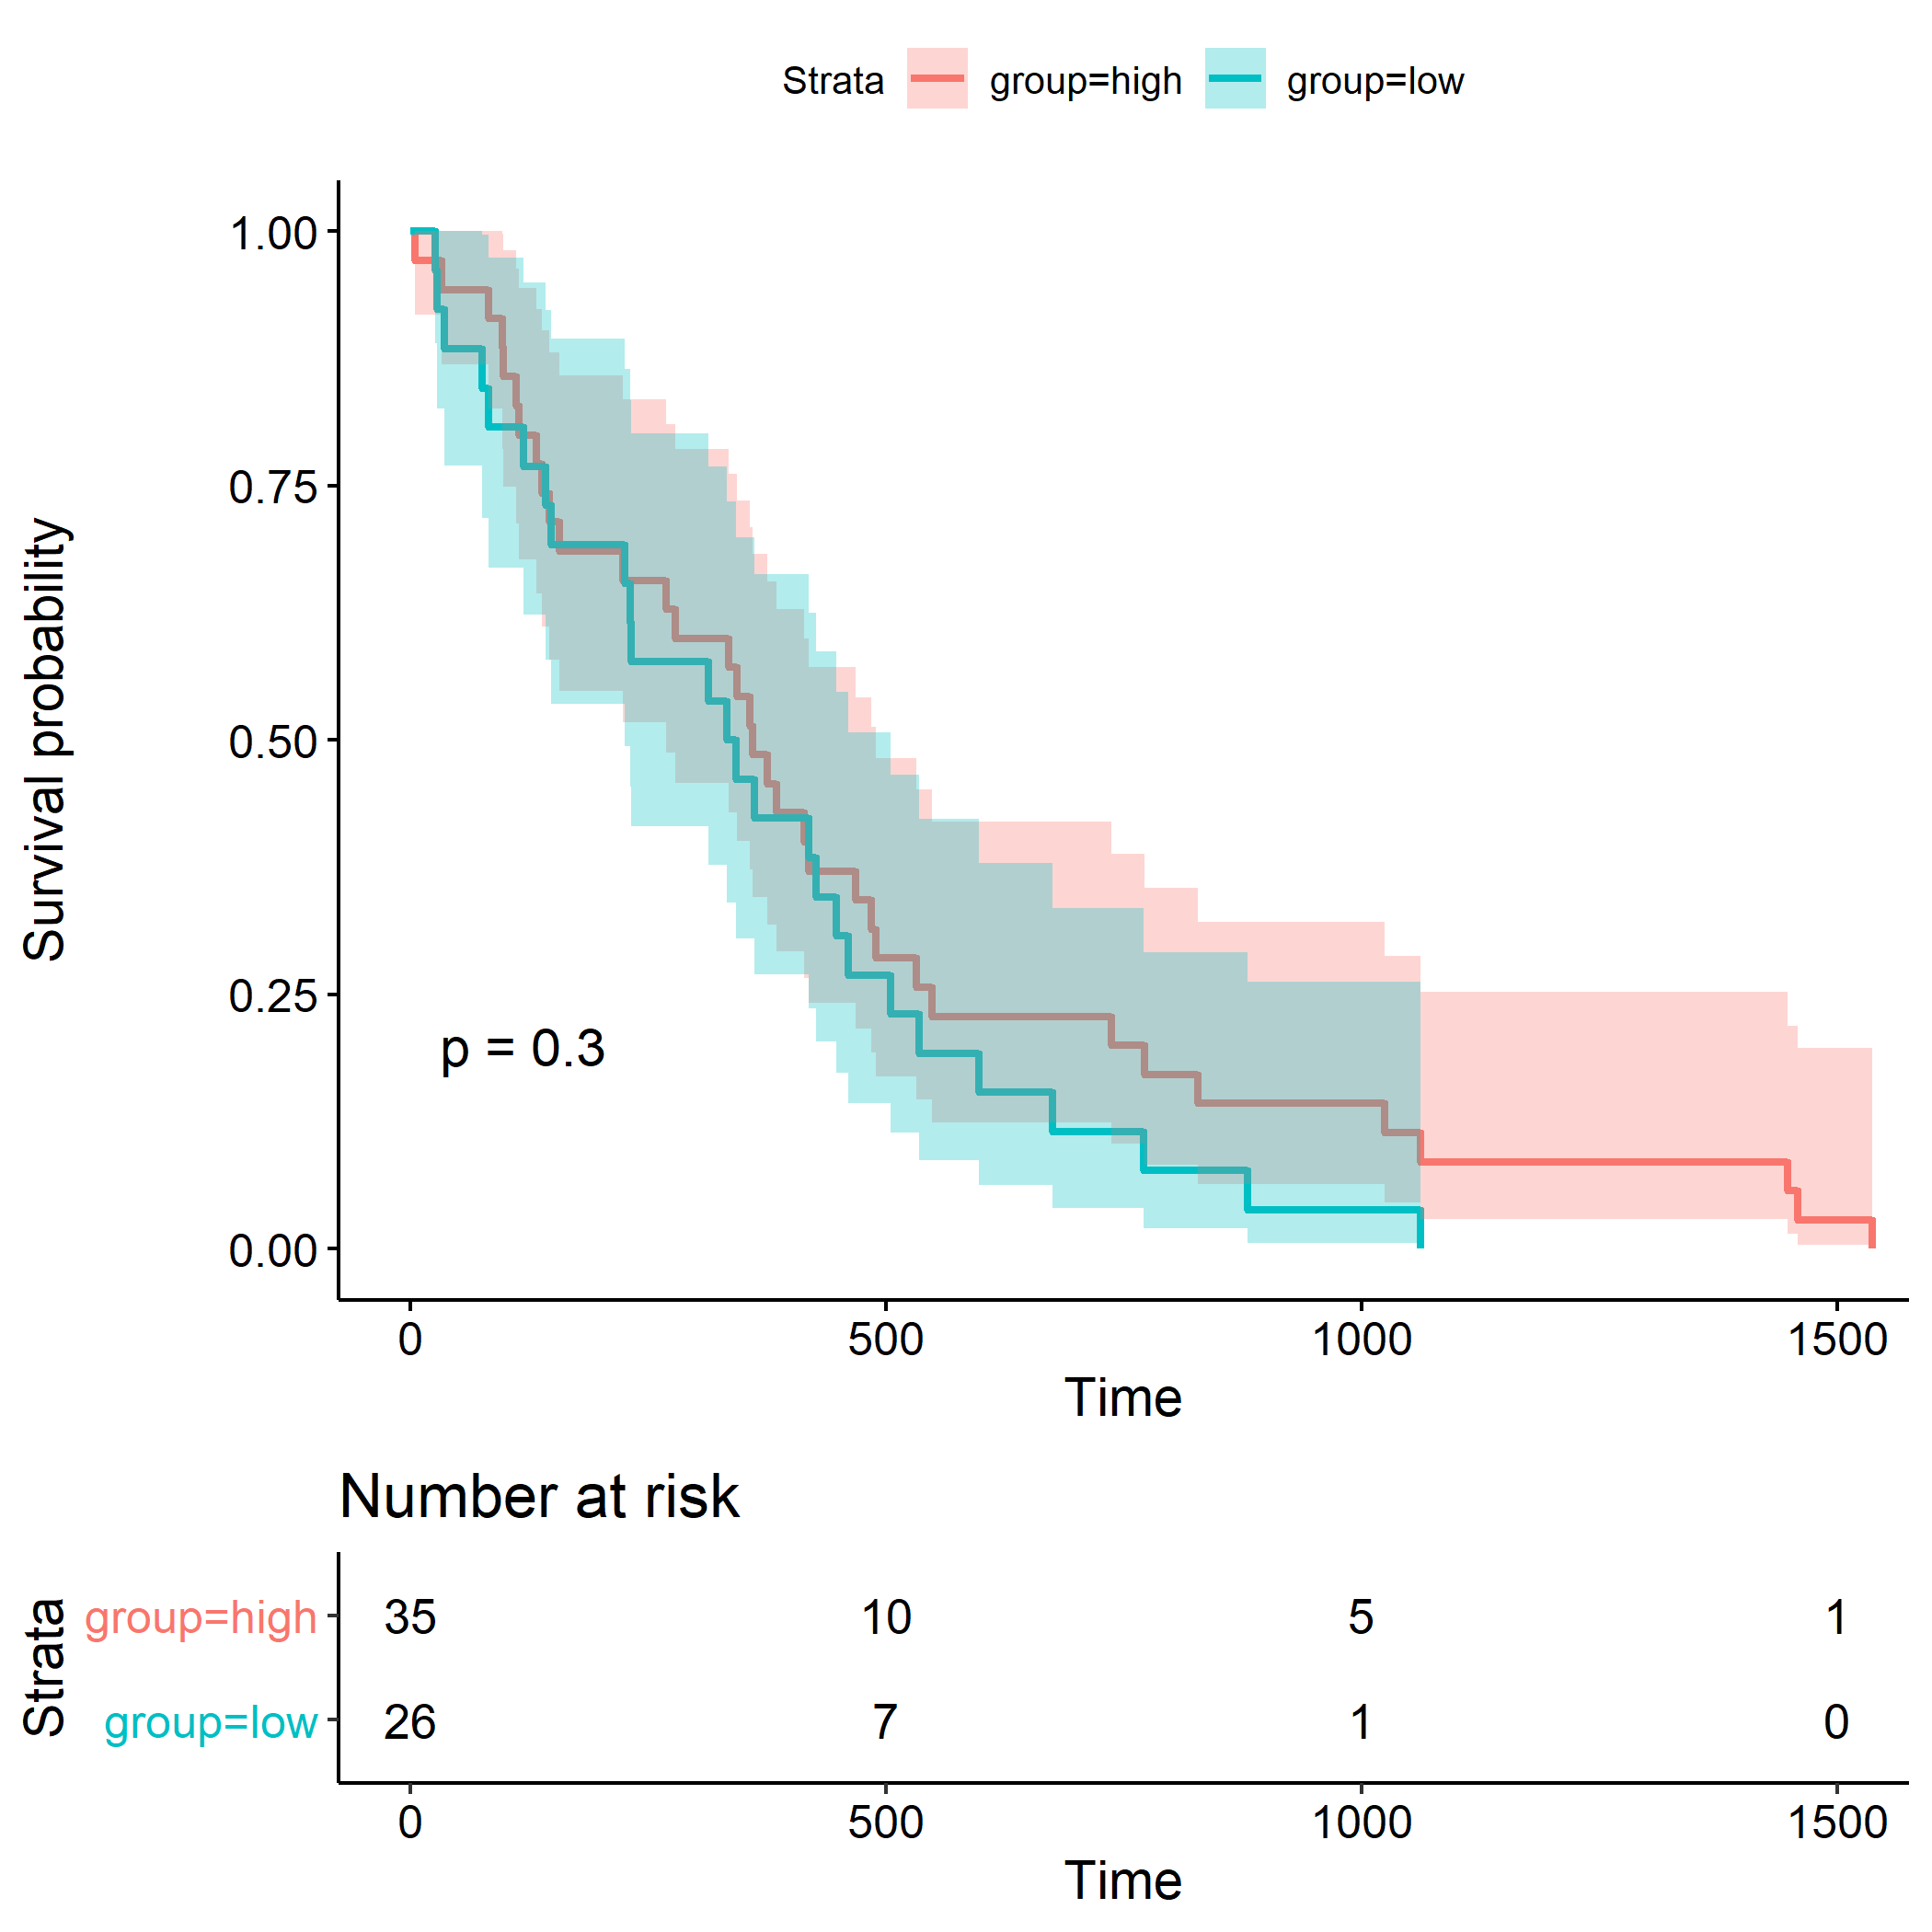 Strata group=high group=low
1.00
0.75
0.50
0.25
0.00
Survival probability
p = 0.3
0 500 1000 1500
Time
Number at risk
Strata
group=high 35 10 5 1
group=low 26 7 1 0
0 500 1000 1500
Time